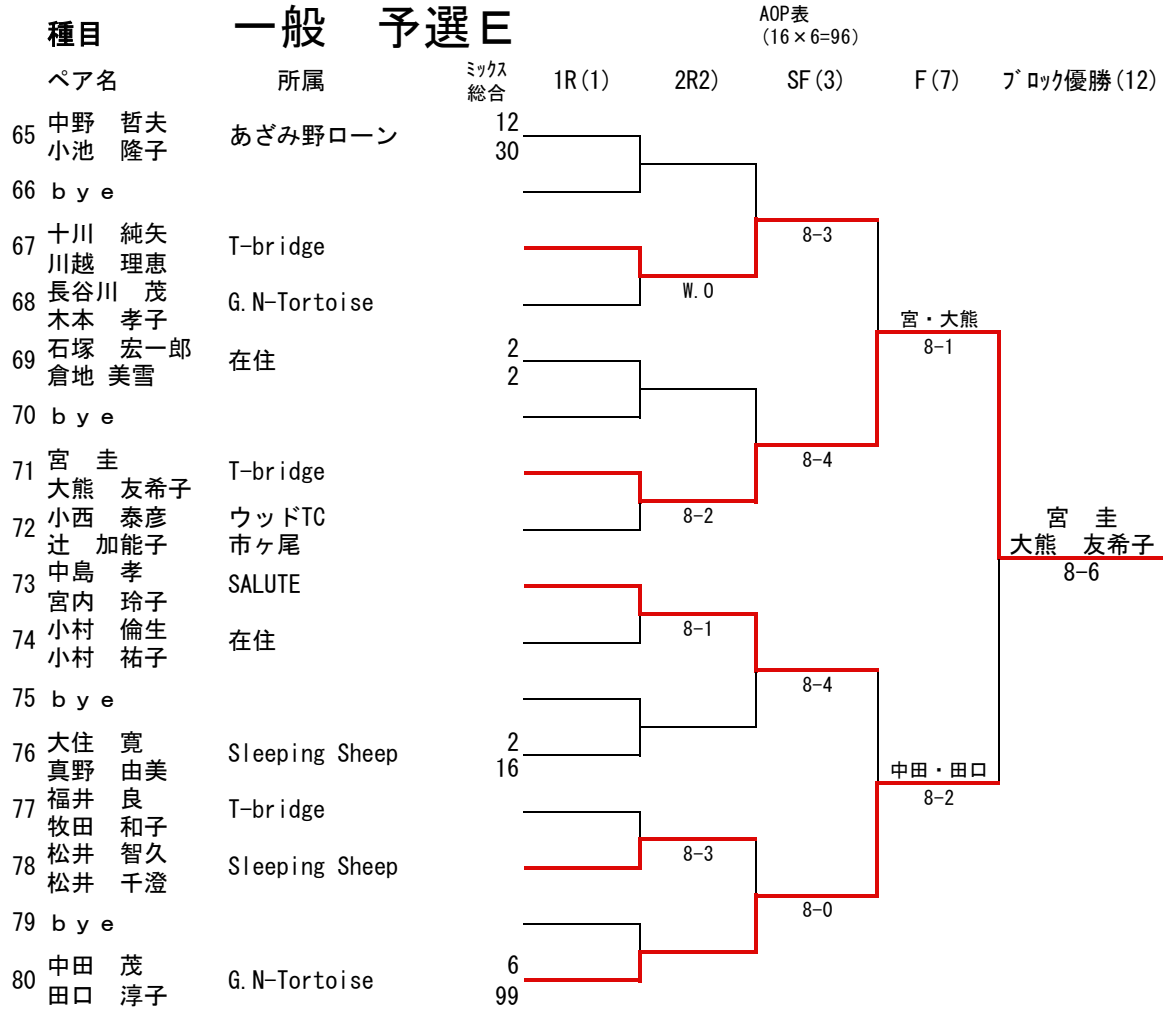 種目 一般 予選E AOP表
(16×6=96)
ペア名 所属 ミックス総合 1R(1) 2R2) SF(3) F(7) ブロック優勝(12)
65 中野 哲夫 あざみ野ローン 12
小池 隆子 30
66 bye
67 十川 純矢 T-bridge 8-3
川越 理恵
68 長谷川 茂 G.N-Tortoise W.O
木本 孝子 宮・大熊
69 石塚 宏一郎 在住 2 8-1
倉地 美雪 2
70 bye
71 宮 圭 T-bridge 8-4
大熊 友希子
72 小西 泰彦 ウッドTC 8-2 宮 圭
辻 加能子 市ヶ尾 大熊 友希子
73 中島 孝 SALUTE 8-6
宮内 玲子
74 小村 倫生 在住 8-1
小村 祐子
75 bye 8-4
76 大住 寛 Sleeping Sheep 2
真野 由美 16 中田・田口
77 福井 良 T-bridge 8-2
牧田 和子
78 松井 智久 Sleeping Sheep 8-3
松井 千澄
79 bye 8-0
80 中田 茂 G.N-Tortoise 6
田口 淳子 99